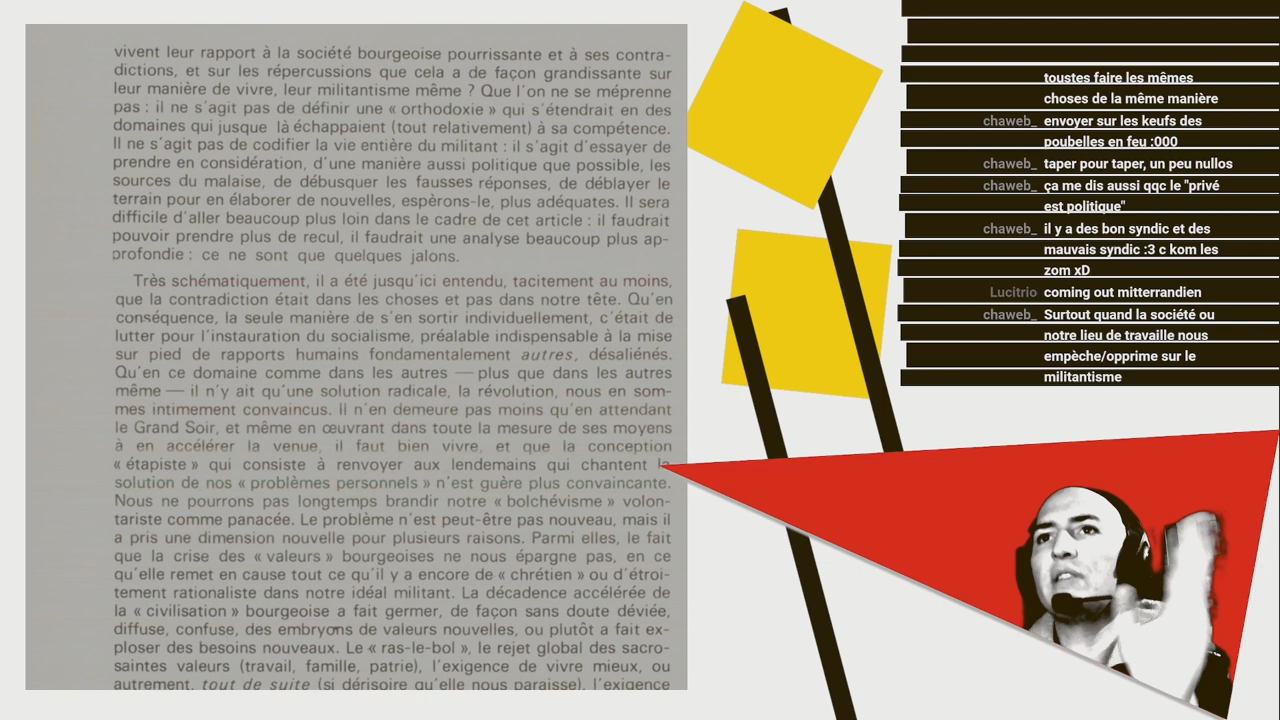 vivent leur rapport à la société bourgeoise pourrissante et à ses contra-
dictions, et sur les répercussions que cela a de façon grandissante sur
leur manière de vivre, leur militantisme même ? Que l'on ne se méprenne
pas : il ne s'agit pas de définir une « orthodoxie » qui s'étendrait en des
domaines qui jusque là échappaient (tout relativement) à sa compétence.
Il ne s'agit pas de codifier la vie entière du militant : il s'agit d'essayer de
prendre en considération, d'une manière aussi politique que possible, les
sources du malaise, de débusquer les fausses réponses, de déblayer le
terrain pour en élaborer de nouvelles, espèrons-le, plus adéquates. Il sera
difficile d'aller beaucoup plus loin dans le cadre de cet article : il faudrait
pouvoir prendre plus de recul, il faudrait une analyse beaucoup plus ap-
profondie : ce ne sont que quelques jalons.
Très schématiquement, il a été jusqu'ici entendu, tacitement au moins,
que la contradiction était dans les choses et pas dans notre tête. Qu'en
conséquence, la seule manière de s'en sortir individuellement, c'était de
lutter pour l'instauration du socialisme, préalable indispensable à la mise
sur pied de rapports humains fondamentalement autres, désaliénés.
Qu'en ce domaine comme dans les autres — plus que dans les autres
même — il n'y ait qu'une solution radicale, la révolution, nous en som-
mes intimement convaincus. Il n'en demeure pas moins qu'en attendant
le Grand Soir, et même en œuvrant dans toute la mesure de ses moyens
à en accélérer la venue, il faut bien vivre, et que la conception
« étapiste » qui consiste à renvoyer aux lendemains qui chantent la
solution de nos « problèmes personnels » n'est guère plus convaincante.
Nous ne pourrons pas longtemps brandir notre « bolchévisme » volon-
tariste comme panacée. Le problème n'est peut-être pas nouveau, mais il
a pris une dimension nouvelle pour plusieurs raisons. Parmi elles, le fait
que la crise des « valeurs » bourgeoises ne nous épargne pas, en ce
qu'elle remet en cause tout ce qu'il y a encore de « chrétien » ou d'étroi-
tement rationaliste dans notre idéal militant. La décadence accélérée de
la « civilisation » bourgeoise a fait germer, de façon sans doute déviée,
diffuse, confuse, des embryons de valeurs nouvelles, ou plutôt a fait ex-
ploser des besoins nouveaux. Le « ras-le-bol », le rejet global des sacro-
saintes valeurs (travail, famille, patrie), l'exigence de vivre mieux, ou
autrement, tout de suite (si dérisoire qu'elle nous paraisse), l'exigence
toustes faire les mêmes
choses de la même manière
chaweb_ envoyer sur les keufs des
poubelles en feu :000
chaweb_ taper pour taper, un peu nullos
chaweb_ ça me dis aussi qqc le "privé
est politique"
chaweb_ il y a des bon syndic et des
mauvais syndic :3 c kom les
zom xD
Lucitrio coming out mitterrandien
chaweb_ Surtout quand la société ou
notre lieu de travaille nous
empèche/opprime sur le
militantisme